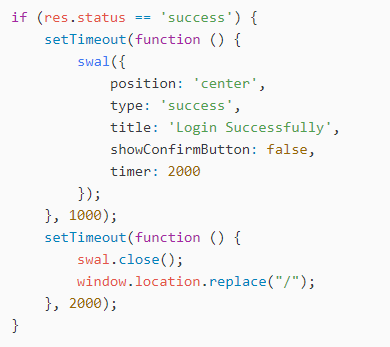 if (res.status == 'success') {
    setTimeout(function () {
        swal({
            position: 'center',
            type: 'success',
            title: 'Login Successfully',
            showConfirmButton: false,
            timer: 2000
        });
    }, 1000);
    setTimeout(function () {
        swal.close();
        window.location.replace("/");
    }, 2000);
}